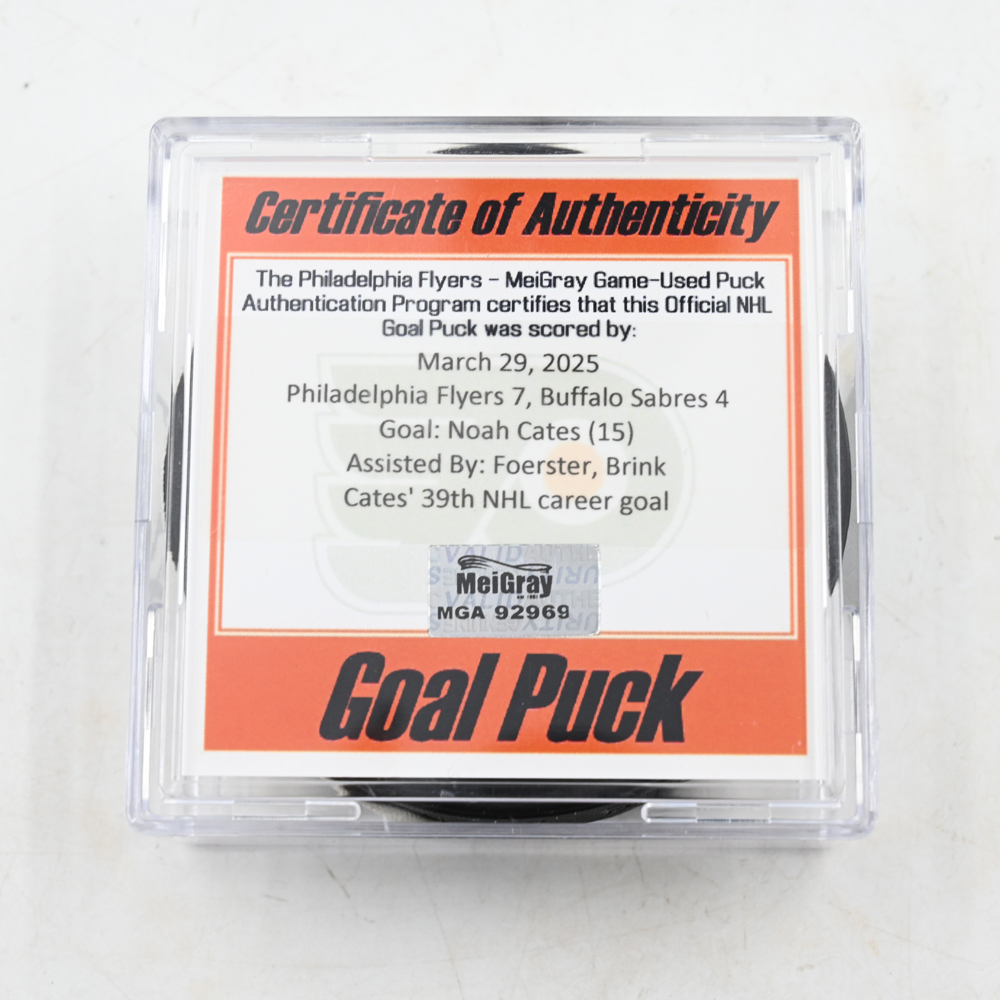 Certificate of Authenticity
The Philadelphia Flyers - MeiGray Game-Used Puck
Authentication Program certifies that this Official NHL
Goal Puck was scored by:
March 29, 2025
Philadelphia Flyers 7, Buffalo Sabres 4
Goal: Noah Cates (15)
Assisted By: Foerster, Brink
Cates' 39th NHL career goal
VALID
MeiGray
MGA 92969
Goal Puck